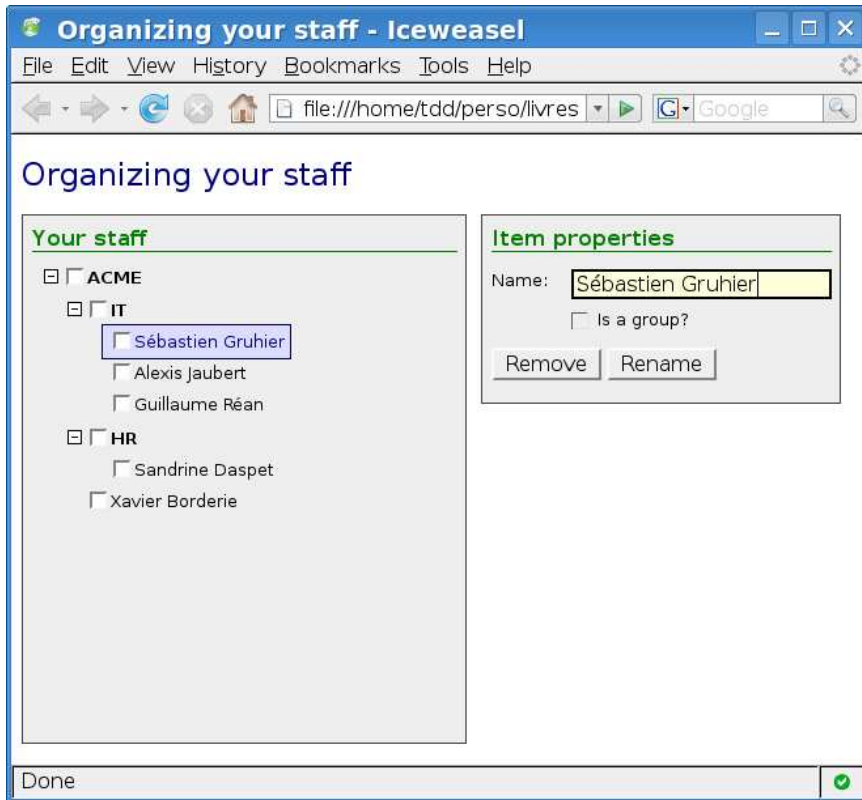 Organizing your staff - Iceweasel
File Edit View History Bookmarks Tools Help
file:///home/tdd/perso/livres G Google
Organizing your staff
Your staff
ACME
IT
Sébastien Gruhier
Alexis Jaubert
Guillaume Réan
HR
Sandrine Daspet
Xavier Borderie
Item properties
Name: Sébastien Gruhier
Is a group?
Remove Rename
Done